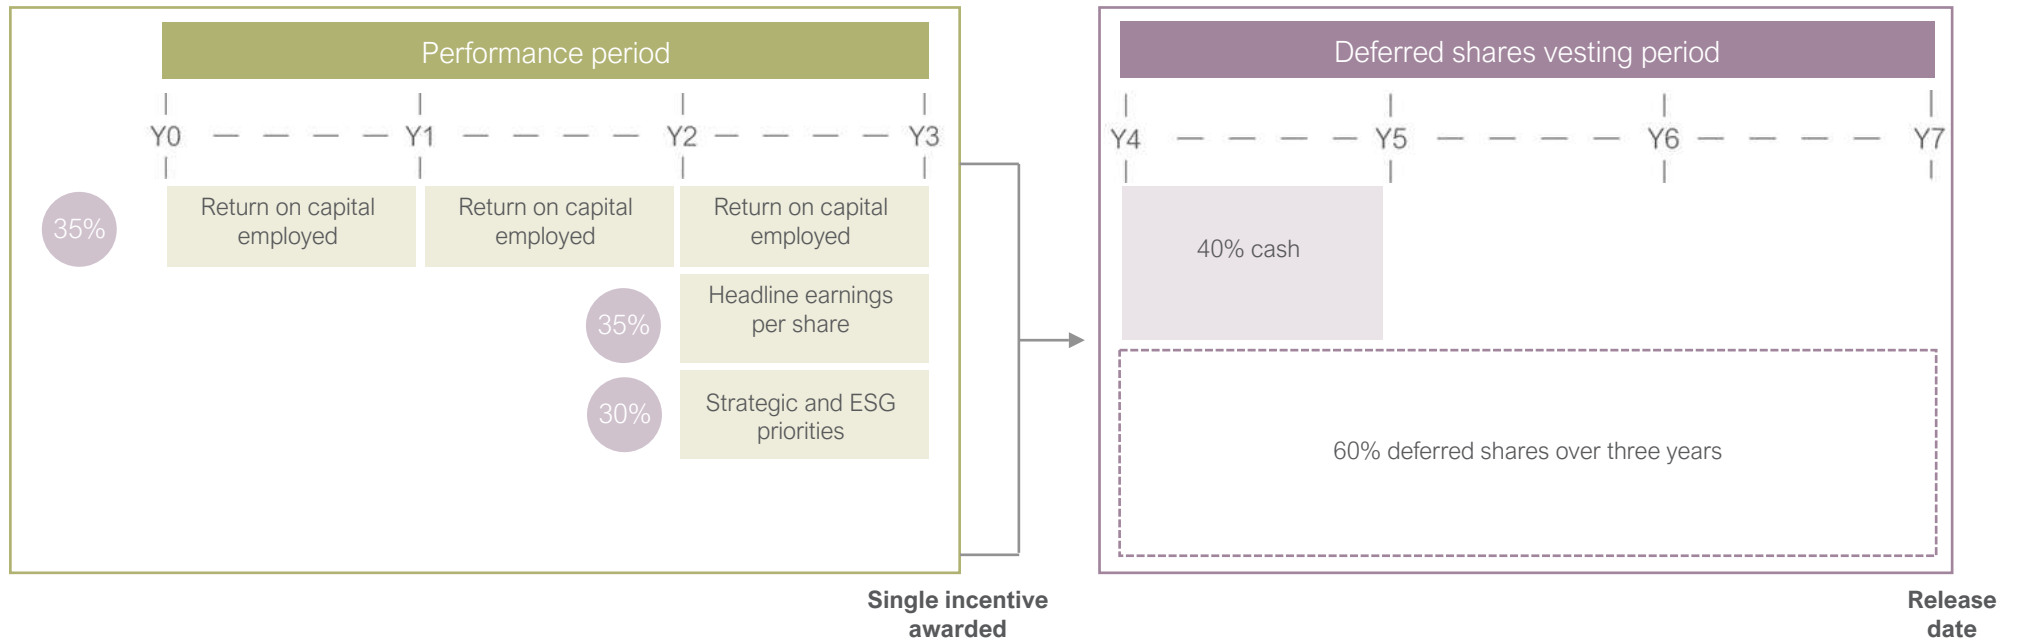 Performance period
Y0 Y1 Y2 Y3
35%
Return on capital
employed
Return on capital
employed
Return on capital
employed
35%
Headline earnings
per share
30%
Strategic and ESG
priorities
Single incentive
awarded
Deferred shares vesting period
Y4 Y5 Y6 Y7
40% cash
60% deferred shares over three years
Release
date